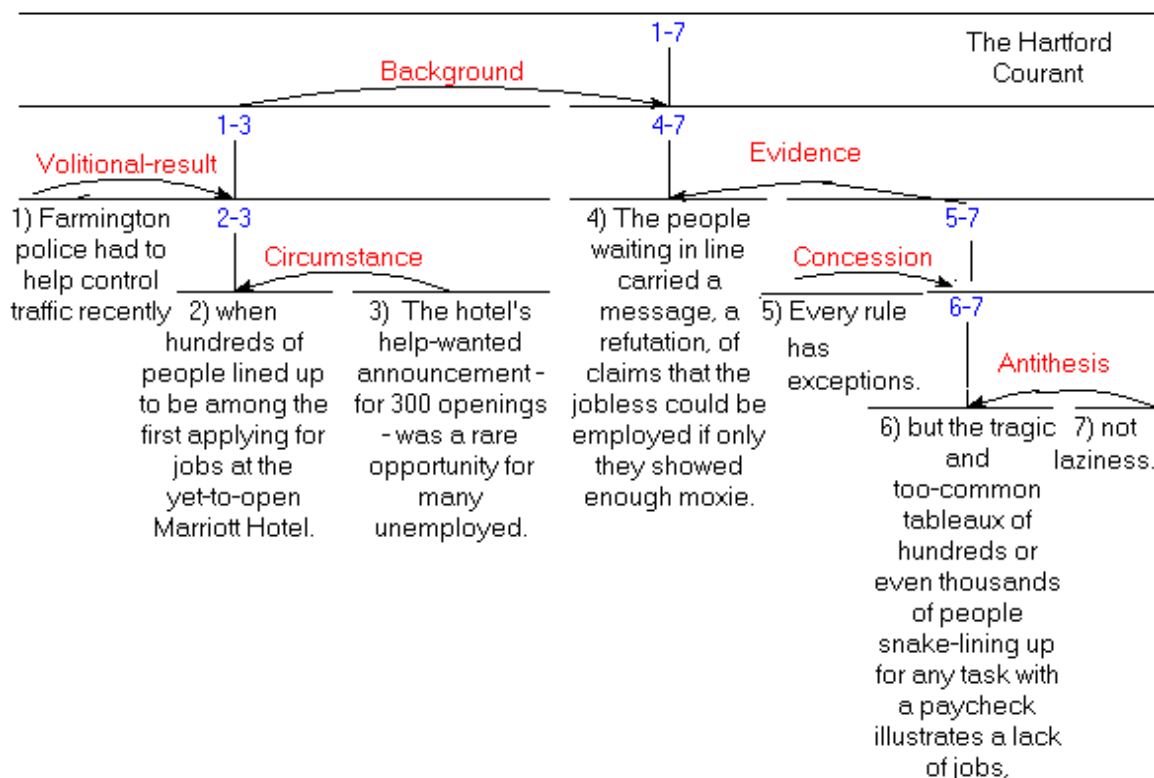 1-7
The Hartford
Courant
Background
1-3
4-7
Volitional-result
Evidence
1) Farmington
police had to
help control
traffic recently
2-3
Circumstance
2) when
hundreds of
people lined up
to be among the
first applying for
jobs at the
yet-to-open
Marriott Hotel.
3) The hotel's
help-wanted
announcement -
for 300 openings
- was a rare
opportunity for
many
unemployed.
4) The people
waiting in line
carried a
message, a
refutation, of
claims that the
jobless could be
employed if only
they showed
enough moxie.
5-7
Concession
5) Every rule
has
exceptions.
6-7
Antithesis
6) but the tragic
and
too-common
tableaux of
hundreds or
even thousands
of people
snake-lining up
for any task with
a paycheck
illustrates a lack
of jobs,
7) not
laziness.